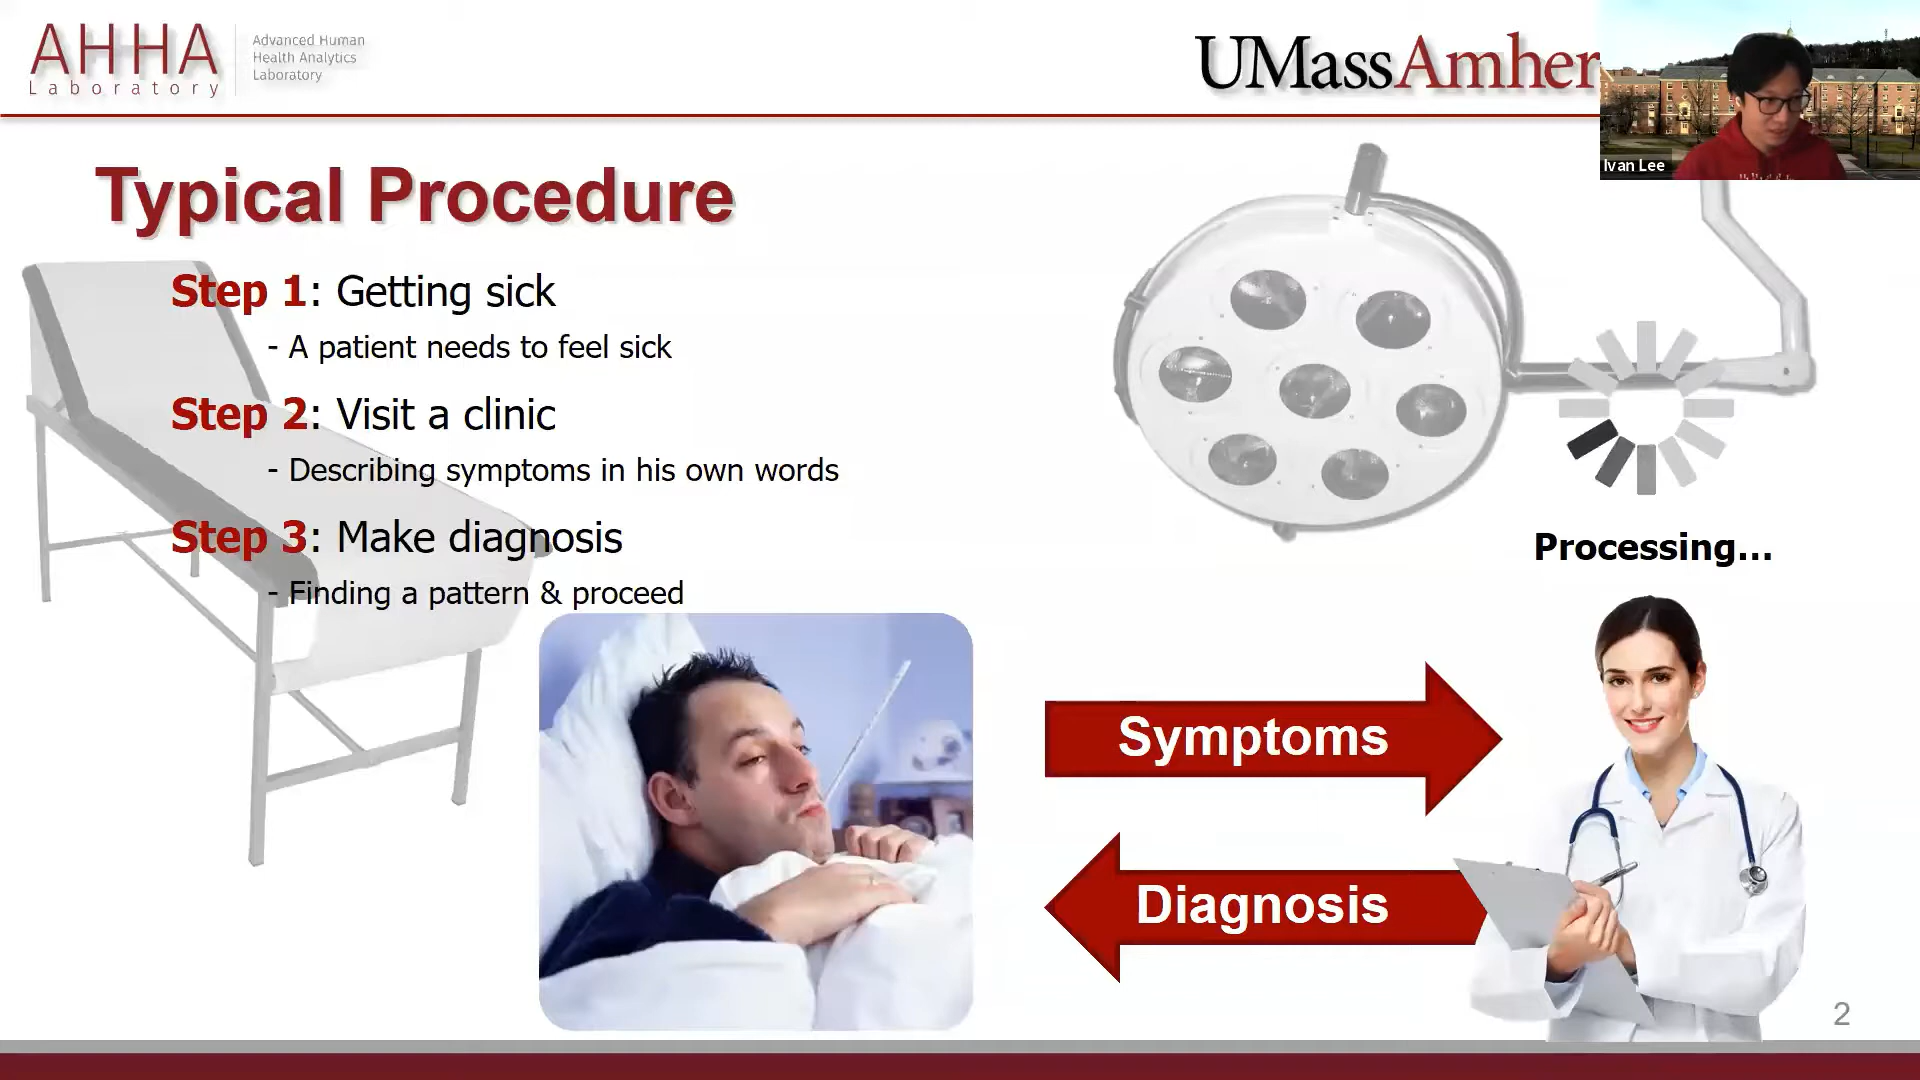 AHHA
Laboratory
Advanced Human
Health Analytics
Laboratory
UMassAmher
Ivan Lee
Typical Procedure
Step 1: Getting sick
- A patient needs to feel sick
Step 2: Visit a clinic
- Describing symptoms in his own words
Step 3: Make diagnosis
- Finding a pattern & proceed
Processing...
Symptoms
Diagnosis
2